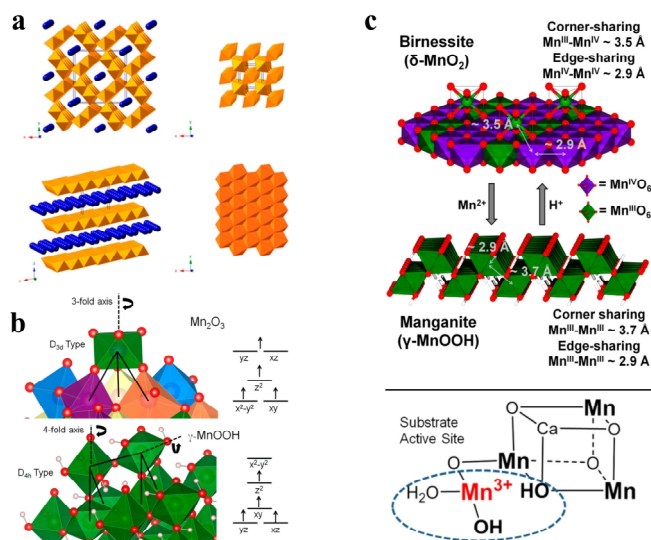 a
b
3-fold axis
Mn₂O₃
D₃d Type
yz
xz
z²
x²-y²
xy
4-fold axis
γ-MnOOH
D₄h Type
x²-y²
z²
xy
yz
xz
c
Birnessite
(δ-MnO₂)
Corner-sharing
Mnᴵᴵᴵ-Mnᴵⱽ ~ 3.5 Å
Edge-sharing
Mnᴵⱽ-Mnᴵⱽ ~ 2.9 Å
~ 3.5 Å
~ 2.9 Å
Mn²⁺
H⁺
= MnᴵⱽO₆
= MnᴵᴵᴵO₆
~ 2.9 Å
~ 3.7 Å
Manganite
(γ-MnOOH)
Corner sharing
Mnᴵᴵᴵ-Mnᴵᴵᴵ ~ 3.7 Å
Edge-sharing
Mnᴵᴵᴵ-Mnᴵᴵᴵ ~ 2.9 Å
Substrate
Active Site
O
Mn
Ca
O
O
Mn
O
H₂O
Mn³⁺
HO
Mn
OH